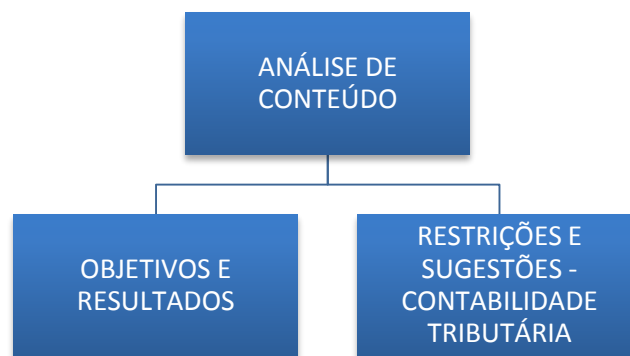 ANÁLISE DE
CONTEÚDO
OBJETIVOS E
RESULTADOS
RESTRIÇÕES E
SUGESTÕES -
CONTABILIDADE
TRIBUTÁRIA